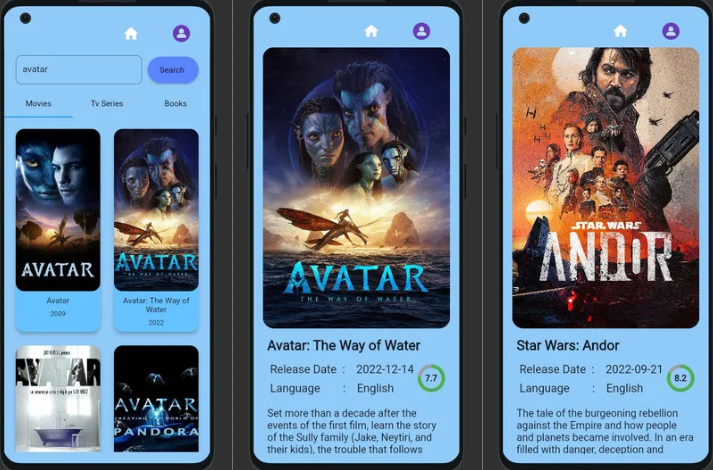 avatar
Search
Movies
Tv Series
Books
AVATAR
AVATAR
THE WAY OF WATER
Avatar
2009
Avatar: The Way of
Water
2022
AVATAR
AVATAR
CREATING THE WORLD OF
PANDORA
AVATAR
THE WAY OF WATER
Avatar: The Way of Water
Release Date : 2022-12-14
Language : English
7.7
Set more than a decade after the
events of the first film, learn the story
of the Sully family (Jake, Neytiri, and
their kids), the trouble that follows
STAR WARS
ANDOR
Star Wars: Andor
Release Date : 2022-09-21
Language : English
8.2
The tale of the burgeoning rebellion
against the Empire and how people
and planets became involved. In an era
filled with danger, deception and